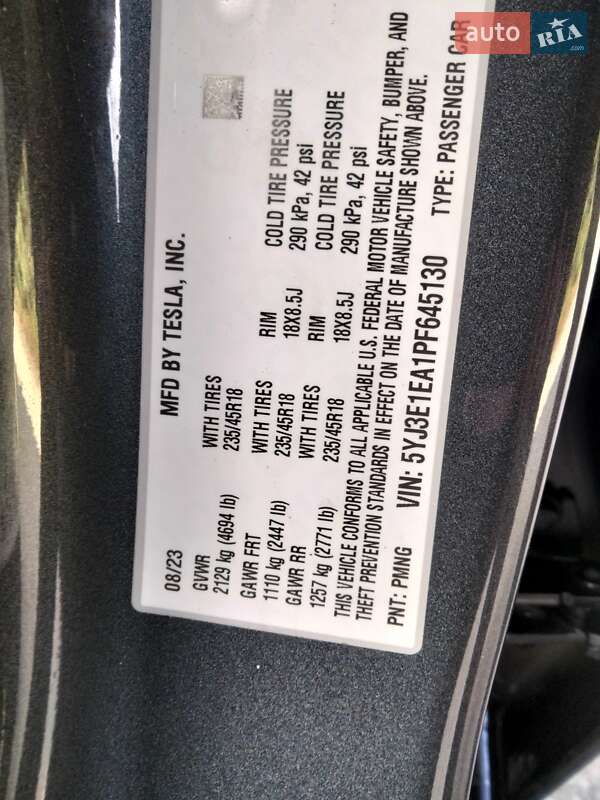 auto
RIA
.com
MFD BY TESLA, INC.
08/23
GVWR
2129 kg (4694 lb)
GAWR FRT WITH TIRES RIM COLD TIRE PRESSURE
1110 kg (2447 lb) 235/45R18 18X8.5J 290 kPa, 42 psi
GAWR RR WITH TIRES RIM COLD TIRE PRESSURE
1257 kg (2771 lb) 235/45R18 18X8.5J 290 kPa, 42 psi
WITH TIRES
235/45R18
THIS VEHICLE CONFORMS TO ALL APPLICABLE U.S. FEDERAL MOTOR VEHICLE SAFETY, BUMPER, AND
THEFT PREVENTION STANDARDS IN EFFECT ON THE DATE OF MANUFACTURE SHOWN ABOVE.
PNT: PMNG VIN: 5YJ3E1EA1PF645130 TYPE: PASSENGER CAR